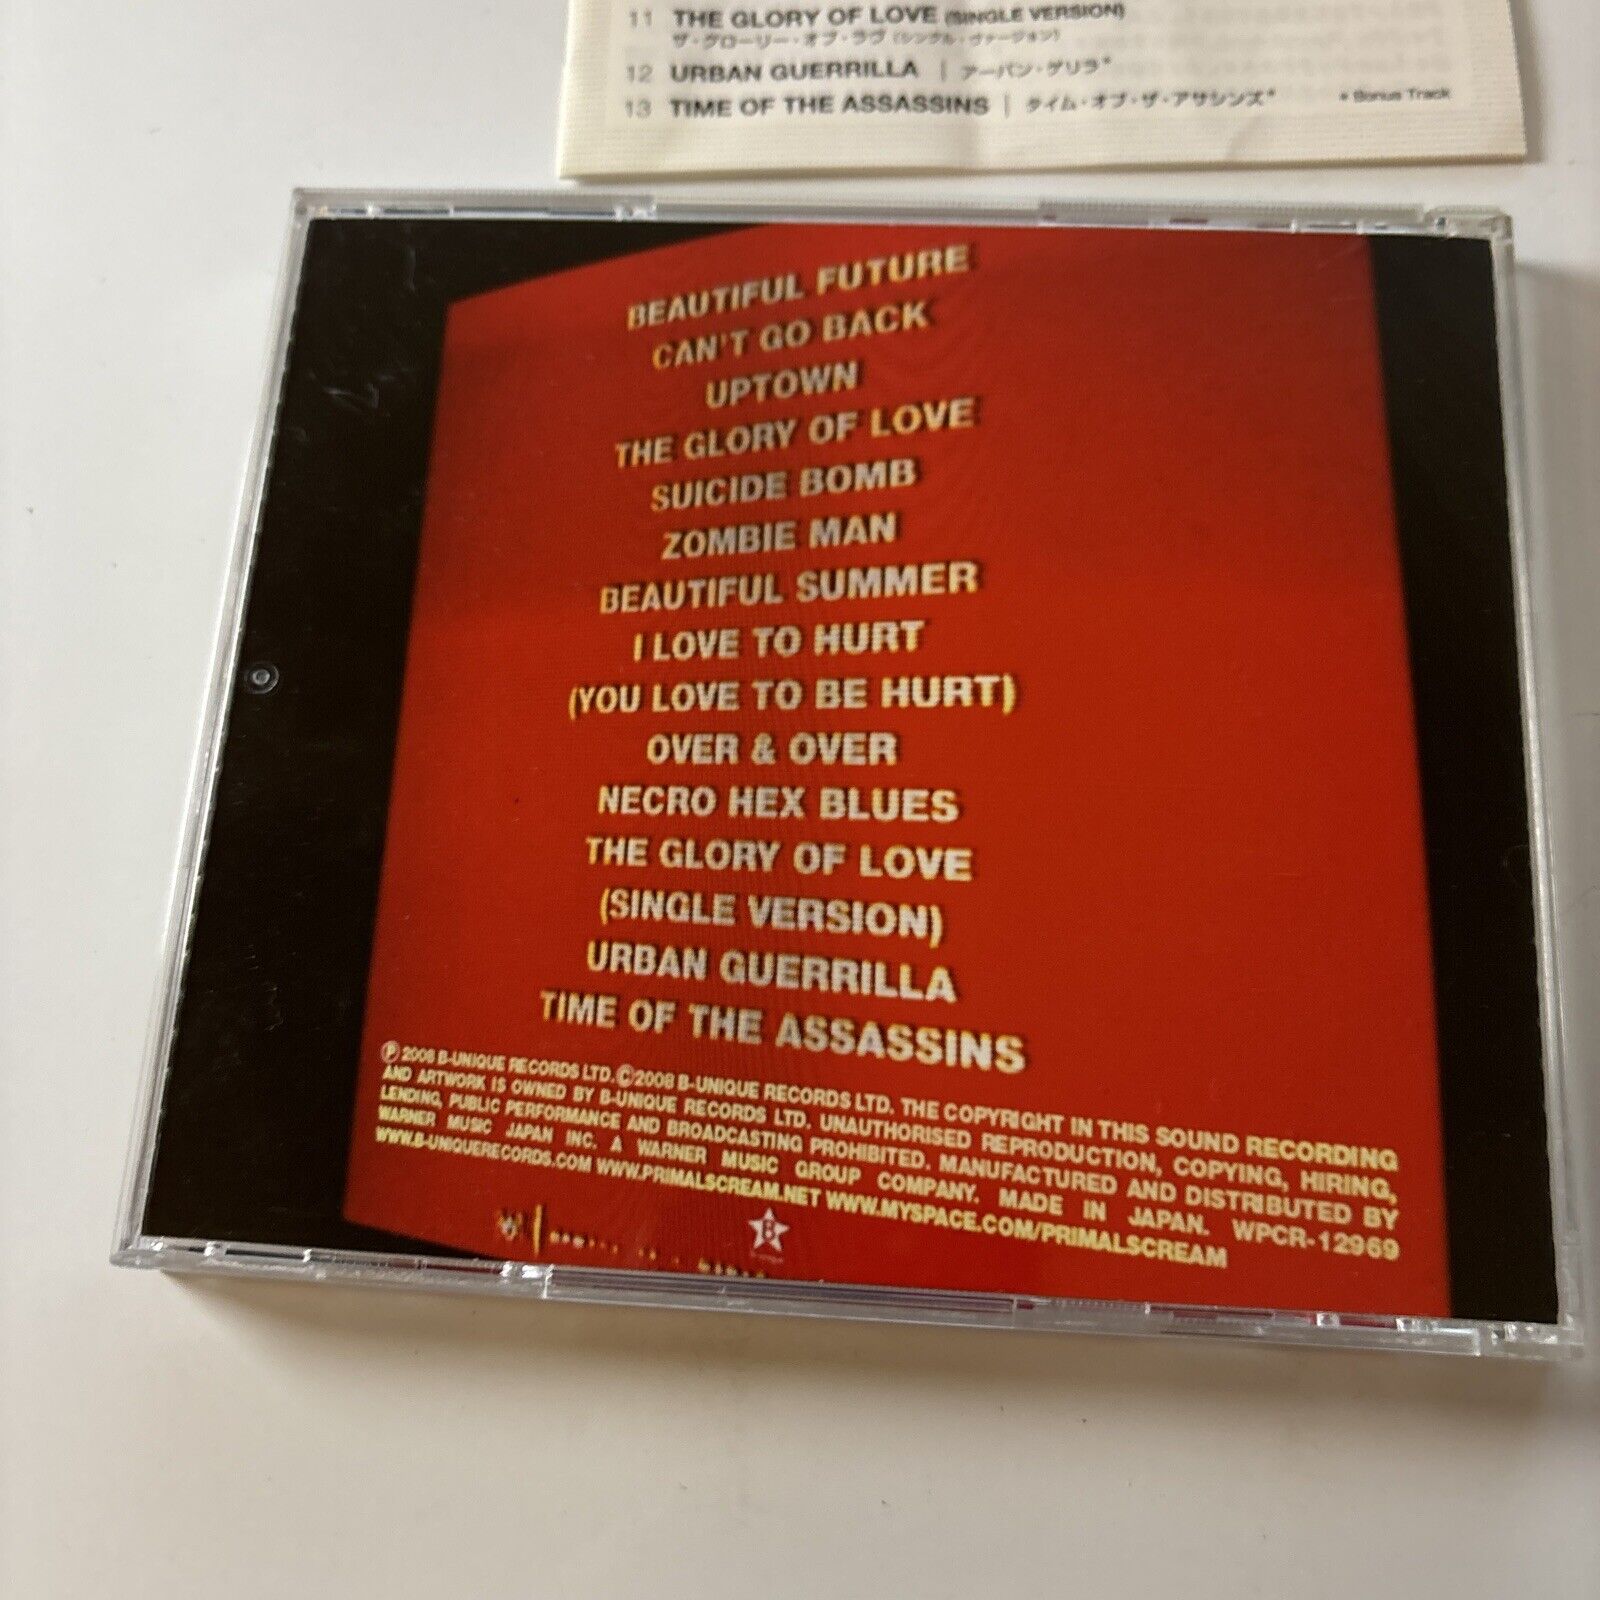 11 THE GLORY OF LOVE (SINGLE VERSION)
ザ・グローリー・オブ・ラヴ (シングル・ヴァージョン)
12 URBAN GUERRILLA | アーバン・ゲリラ*
13 TIME OF THE ASSASSINS | タイム・オブ・ザ・アサシンズ* * Bonus Track
BEAUTIFUL FUTURE
CAN'T GO BACK
UPTOWN
THE GLORY OF LOVE
SUICIDE BOMB
ZOMBIE MAN
BEAUTIFUL SUMMER
I LOVE TO HURT
(YOU LOVE TO BE HURT)
OVER & OVER
NECRO HEX BLUES
THE GLORY OF LOVE
(SINGLE VERSION)
URBAN GUERRILLA
TIME OF THE ASSASSINS
Ⓟ2008 B-UNIQUE RECORDS LTD.©2008 B-UNIQUE RECORDS LTD. THE COPYRIGHT IN THIS SOUND RECORDING
AND ARTWORK IS OWNED BY B-UNIQUE RECORDS LTD. UNAUTHORISED REPRODUCTION, COPYING, HIRING,
LENDING, PUBLIC PERFORMANCE AND BROADCASTING PROHIBITED. MANUFACTURED AND DISTRIBUTED BY
WARNER MUSIC JAPAN INC. A WARNER MUSIC GROUP COMPANY. MADE IN JAPAN. WPCR-12969
WWW.B-UNIQUERECORDS.COM WWW.PRIMALSCREAM.NET WWW.MYSPACE.COM/PRIMALSCREAM
B